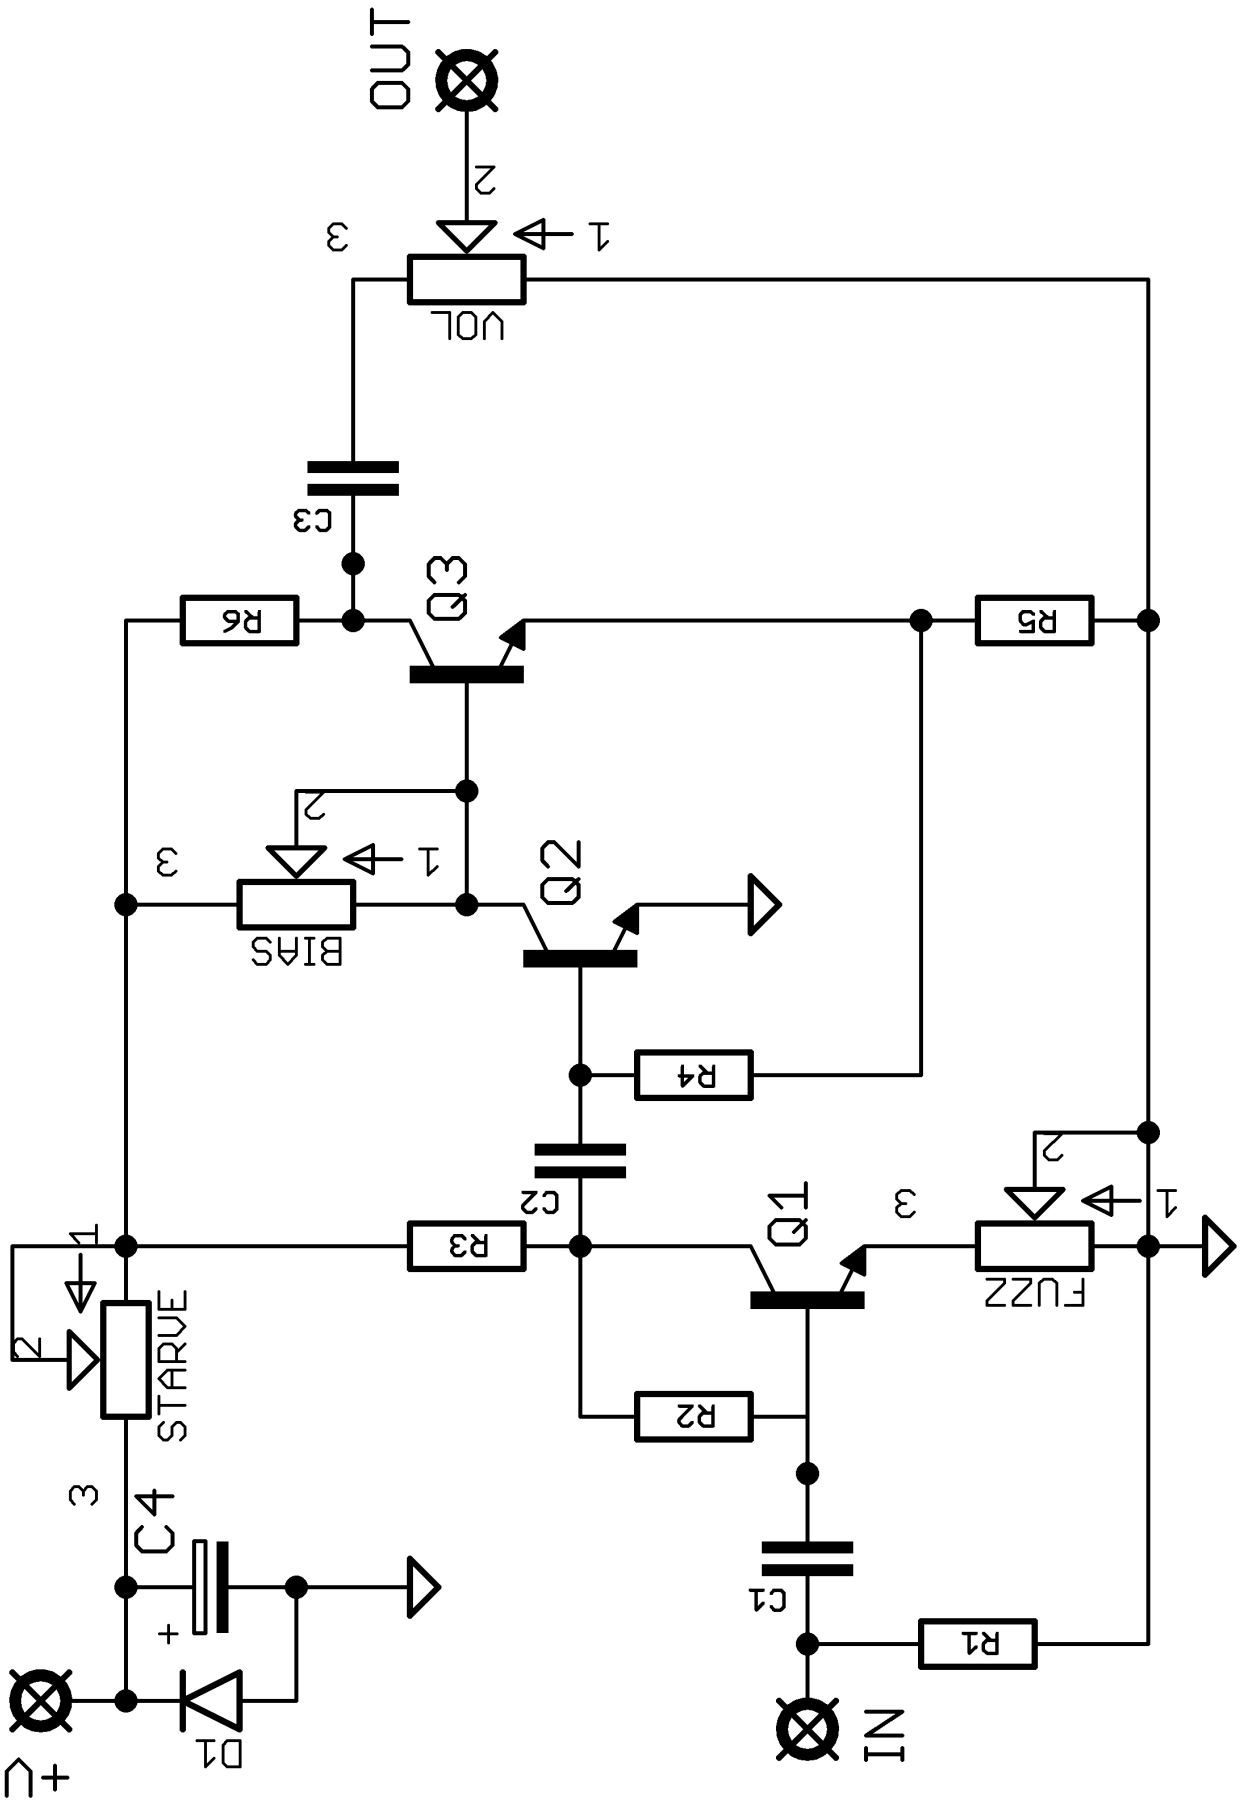 OUT
2
3
1
VOL
C3
Q3
R6
R5
2
3
1
BIAS
Q2
R4
C2
2
1
R3
Q1
3
1
FUZZ
2
STARVE
R2
3
C4
+
C1
R1
V+
D1
IN